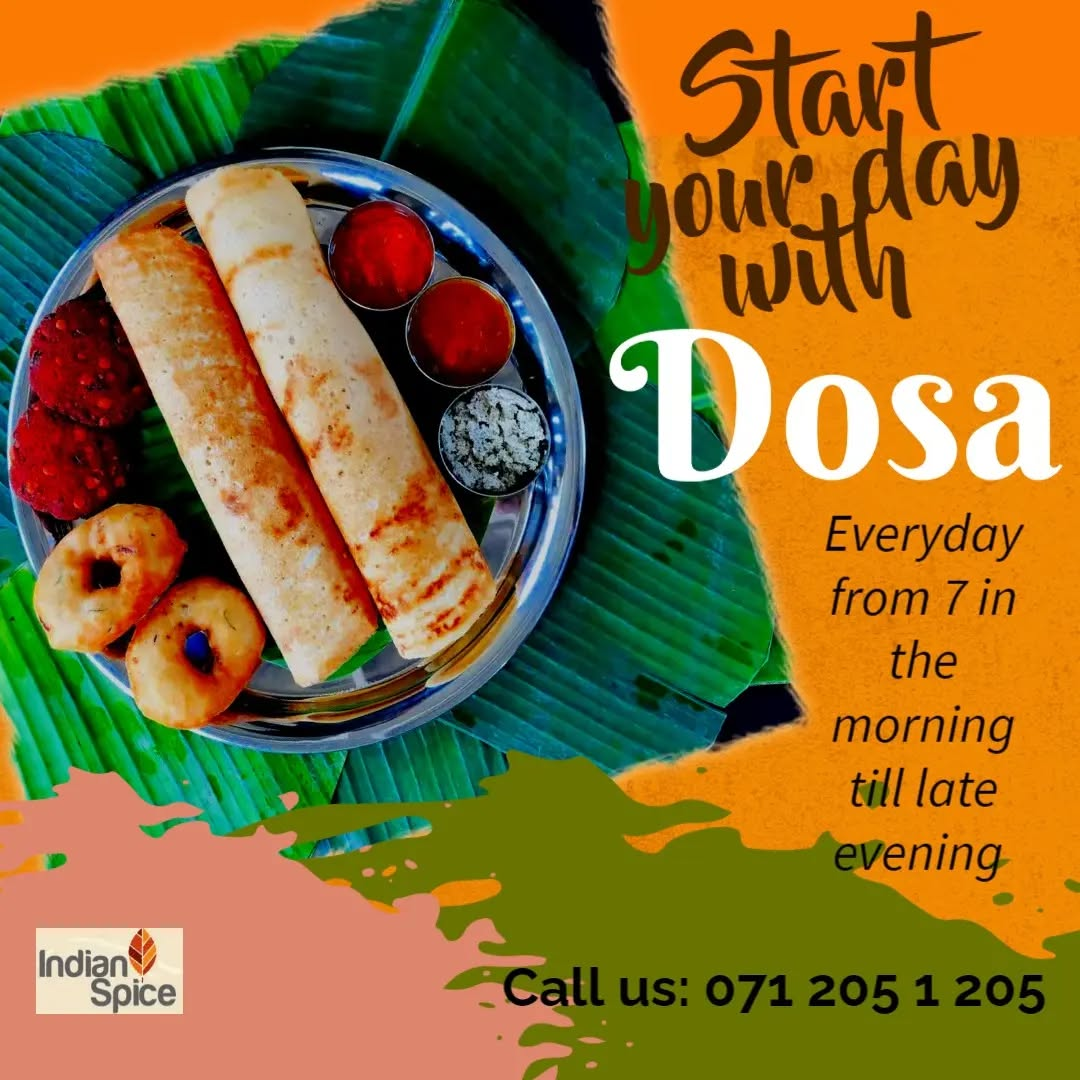 Start
your day
with
Dosa
Everyday
from 7 in
the
morning
till late
evening
Indian
Spice
Call us: 071 205 1 205